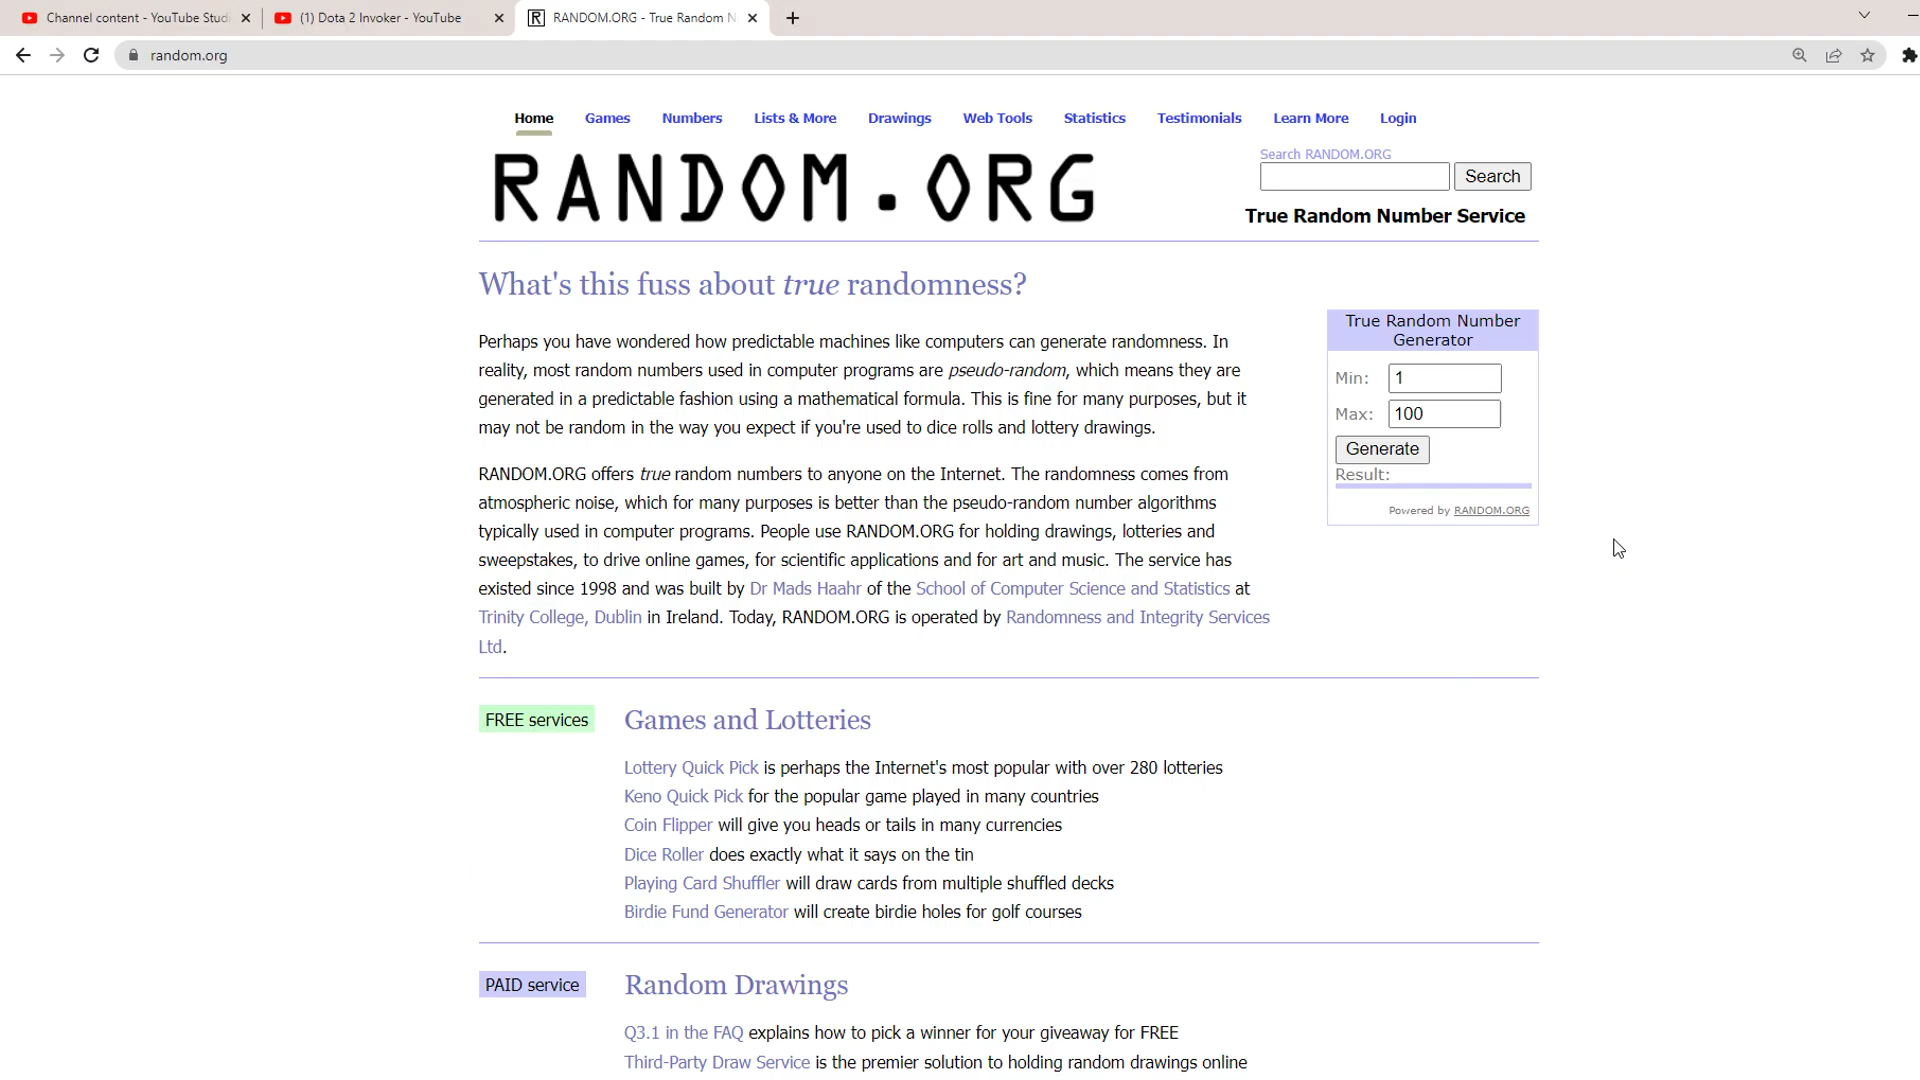 Channel content - YouTube Stud
(1) Dota 2 Invoker - YouTube
RANDOM.ORG - True Random N
random.org
Home Games Numbers Lists & More Drawings Web Tools Statistics Testimonials Learn More Login
RANDOM.ORG
Search RANDOM.ORG
Search
True Random Number Service
What's this fuss about true randomness?
Perhaps you have wondered how predictable machines like computers can generate randomness. In
reality, most random numbers used in computer programs are pseudo-random, which means they are
generated in a predictable fashion using a mathematical formula. This is fine for many purposes, but it
may not be random in the way you expect if you're used to dice rolls and lottery drawings.
RANDOM.ORG offers true random numbers to anyone on the Internet. The randomness comes from
atmospheric noise, which for many purposes is better than the pseudo-random number algorithms
typically used in computer programs. People use RANDOM.ORG for holding drawings, lotteries and
sweepstakes, to drive online games, for scientific applications and for art and music. The service has
existed since 1998 and was built by Dr Mads Haahr of the School of Computer Science and Statistics at
Trinity College, Dublin in Ireland. Today, RANDOM.ORG is operated by Randomness and Integrity Services
Ltd.
True Random Number
Generator
Min: 1
Max: 100
Generate
Result:
Powered by RANDOM.ORG
FREE services
Games and Lotteries
Lottery Quick Pick is perhaps the Internet's most popular with over 280 lotteries
Keno Quick Pick for the popular game played in many countries
Coin Flipper will give you heads or tails in many currencies
Dice Roller does exactly what it says on the tin
Playing Card Shuffler will draw cards from multiple shuffled decks
Birdie Fund Generator will create birdie holes for golf courses
PAID service
Random Drawings
Q3.1 in the FAQ explains how to pick a winner for your giveaway for FREE
Third-Party Draw Service is the premier solution to holding random drawings online